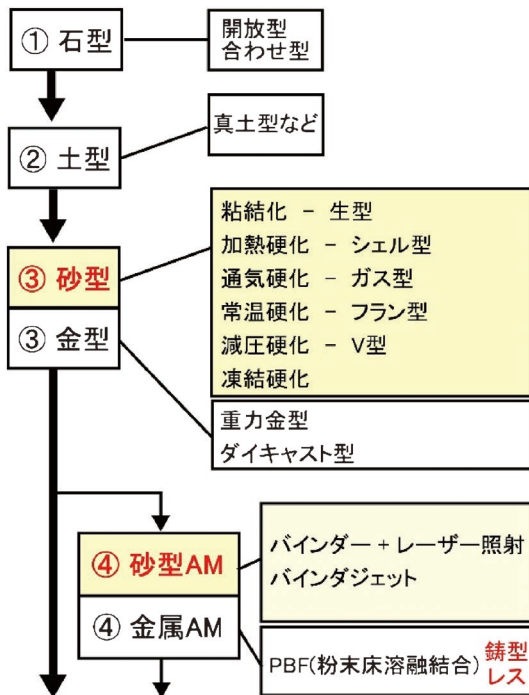 ① 石型
開放型
合わせ型
② 土型
真土型など
③ 砂型
粘結化 － 生型
加熱硬化 － シェル型
通気硬化 － ガス型
常温硬化 － フラン型
減圧硬化 － V型
凍結硬化
③ 金型
重力金型
ダイキャスト型
④ 砂型AM
バインダー + レーザー照射
バインダジェット
④ 金属AM
PBF(粉末床溶融結合) 鋳型
レス